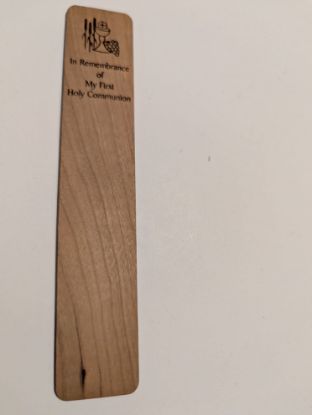 In Remembrance
of
My First
Holy Communion